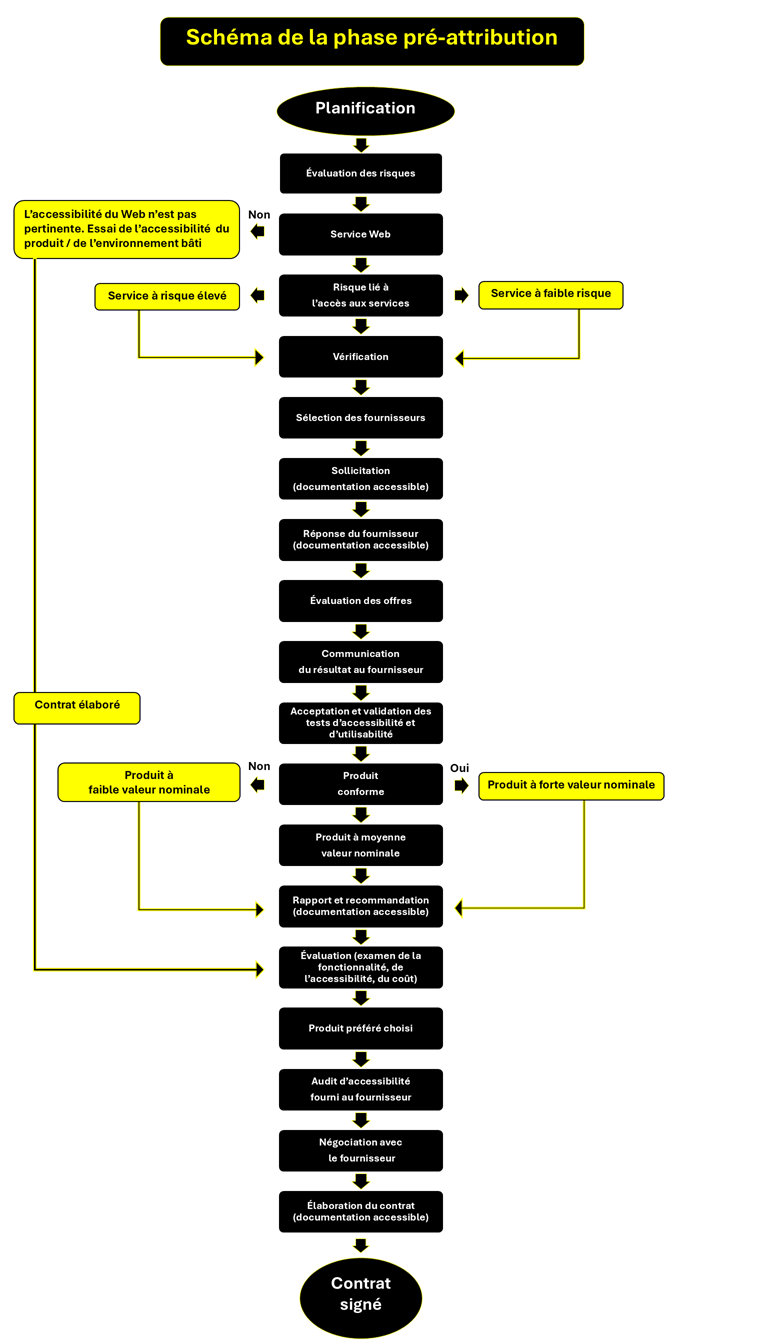 Schéma de la phase pré-attribution
Planification
Évaluation des risques
L'accessibilité du Web n'est pas
pertinente. Essai de l'accessibilité du
produit / de l'environnement bâti
Non
Service Web
Service à risque élevé
Risque lié à
l'accès aux services
Service à faible risque
Vérification
Sélection des fournisseurs
Sollicitation
(documentation accessible)
Réponse du fournisseur
(documentation accessible)
Évaluation des offres
Communication
du résultat au fournisseur
Contrat élaboré
Acceptation et validation des
tests d'accessibilité et
d'utilisabilité
Produit à
faible valeur nominale
Non
Produit
conforme
Oui
Produit à forte valeur nominale
Produit à moyenne
valeur nominale
Rapport et recommandation
(documentation accessible)
Évaluation (examen de la
fonctionnalité, de
l'accessibilité, du coût)
Produit préféré choisi
Audit d'accessibilité
fourni au fournisseur
Négociation avec
le fournisseur
Élaboration du contrat
(documentation accessible)
Contrat
signé